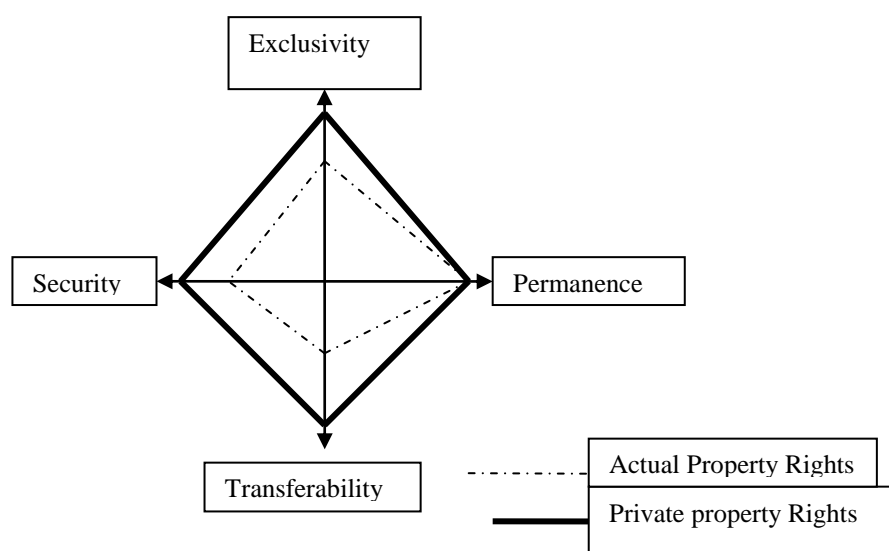 Exclusivity
Security
Permanence
Transferability
Actual Property Rights
Private property Rights